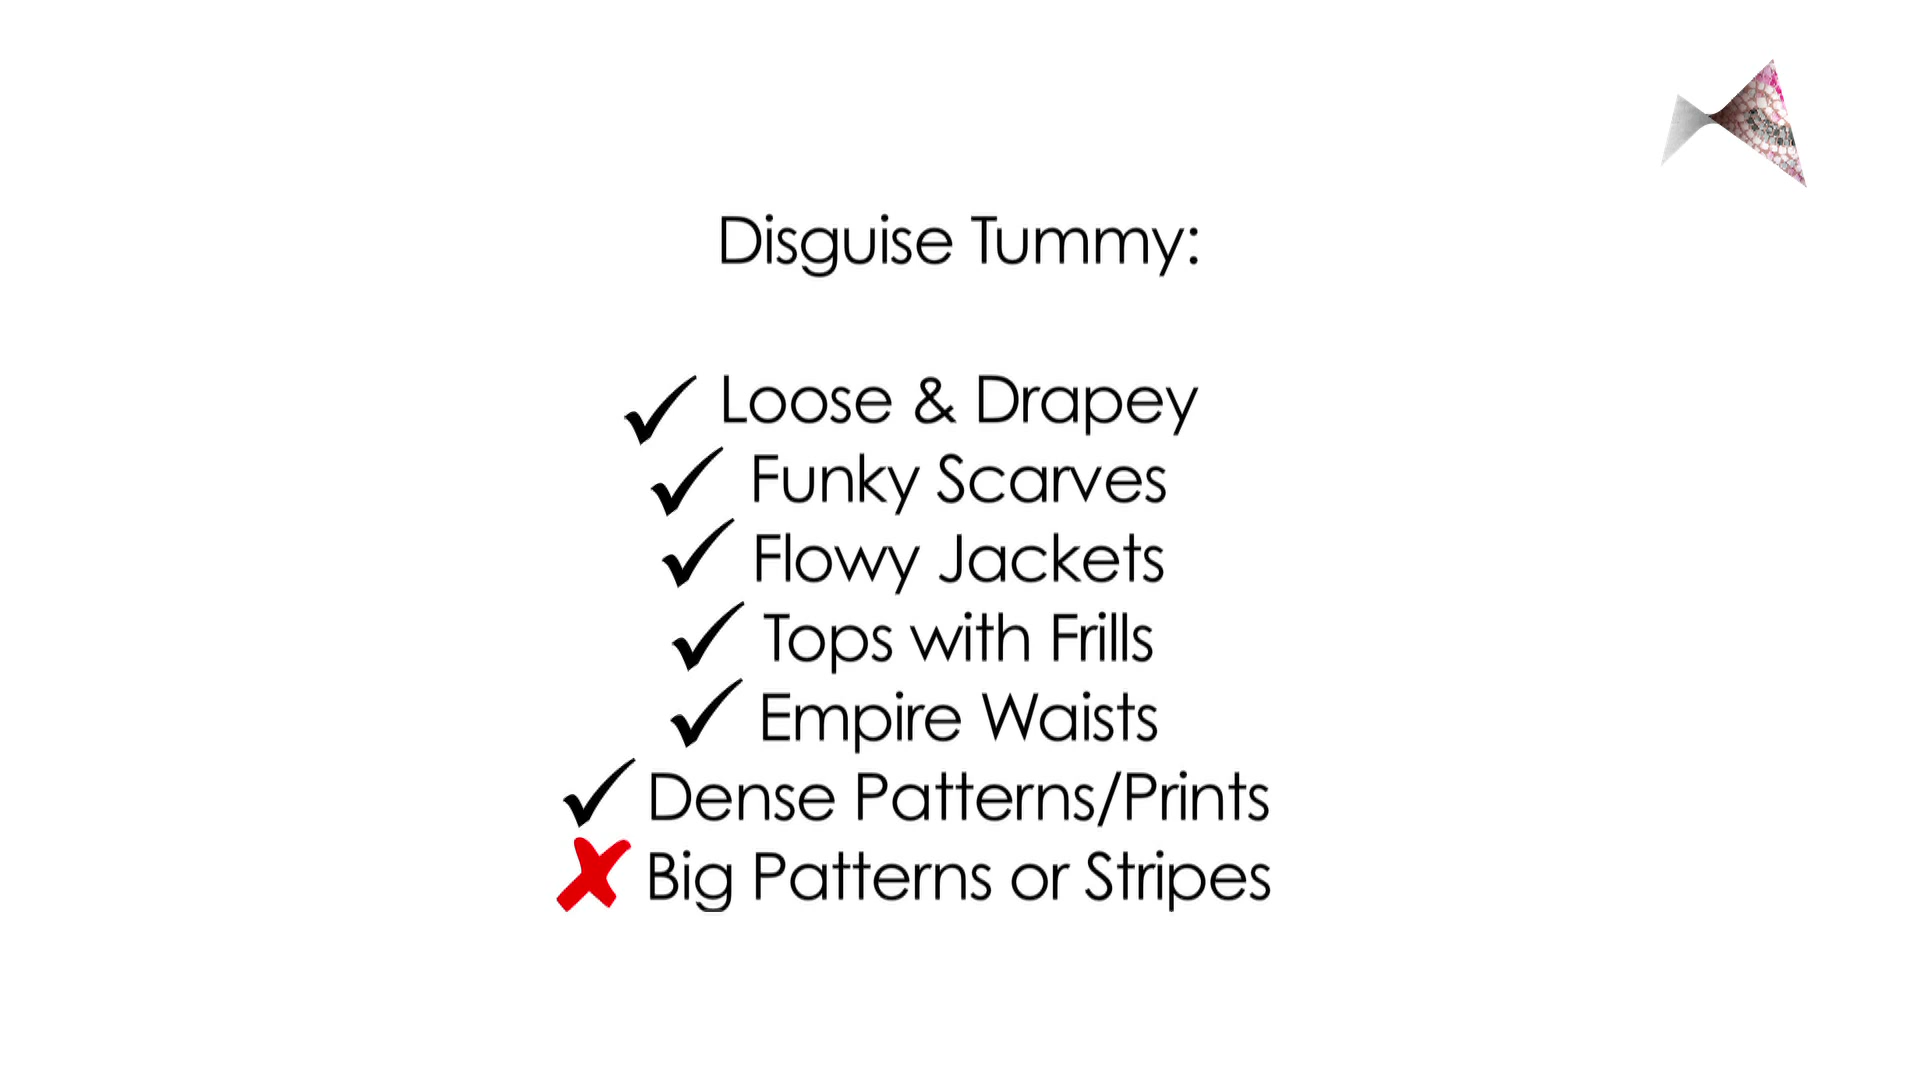 Disguise Tummy:
Loose & Drapey
Funky Scarves
Flowy Jackets
Tops with Frills
Empire Waists
Dense Patterns/Prints
Big Patterns or Stripes